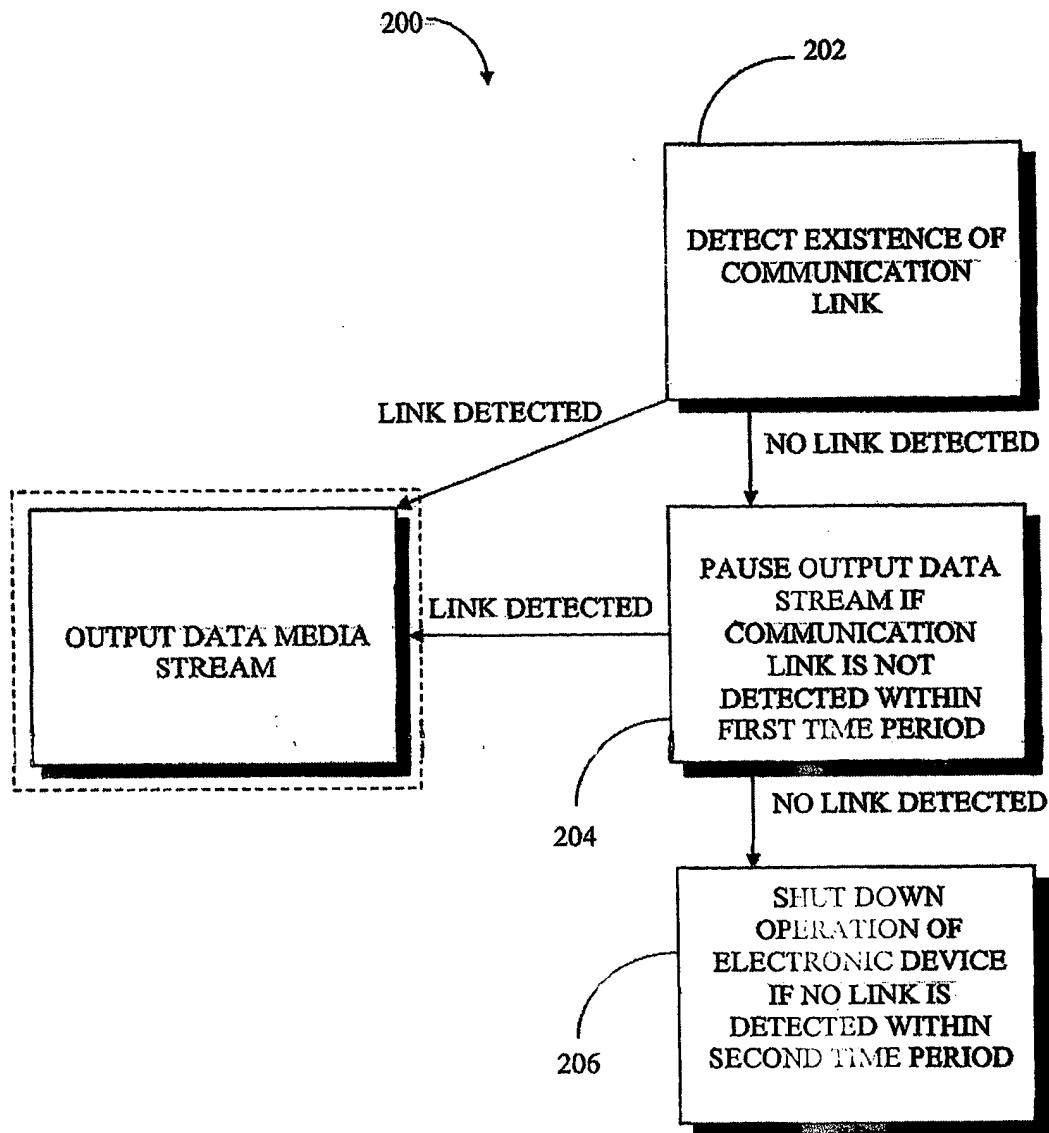 200
202
DETECT EXISTENCE OF
COMMUNICATION
LINK
LINK DETECTED
NO LINK DETECTED
OUTPUT DATA MEDIA
STREAM
LINK DETECTED
PAUSE OUTPUT DATA
STREAM IF
COMMUNICATION
LINK IS NOT
DETECTED WITHIN
FIRST TIME PERIOD
204
NO LINK DETECTED
SHUT DOWN
OPERATION OF
ELECTRONIC DEVICE
IF NO LINK IS
DETECTED WITHIN
SECOND TIME PERIOD
206